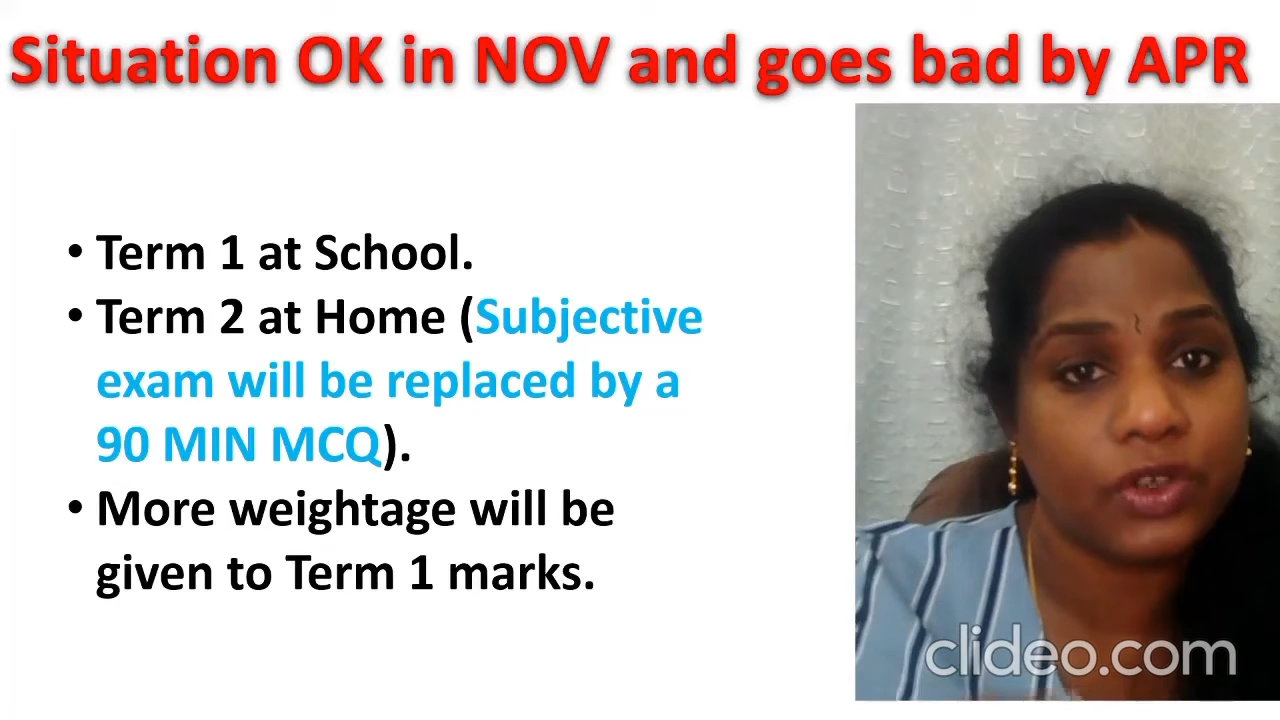 Situation OK in NOV and goes bad by APR
• Term 1 at School.
• Term 2 at Home (Subjective
exam will be replaced by a
90 MIN MCQ).
• More weightage will be
given to Term 1 marks.
clideo.com